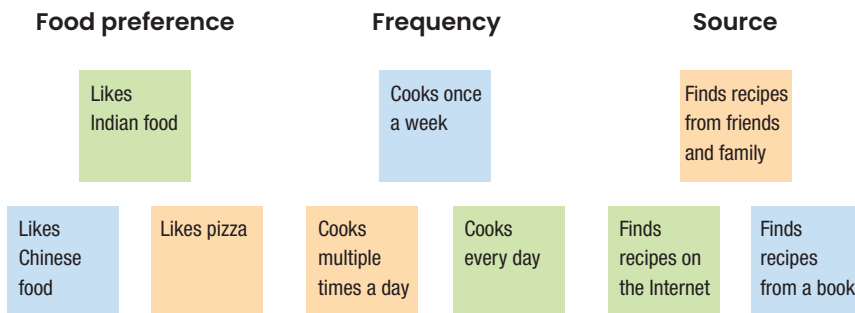 Food preference
Frequency
Source
Likes
Indian food
Cooks once
a week
Finds recipes
from friends
and family
Likes
Chinese
food
Likes pizza
Cooks
multiple
times a day
Cooks
every day
Finds
recipes on
the Internet
Finds
recipes
from a book